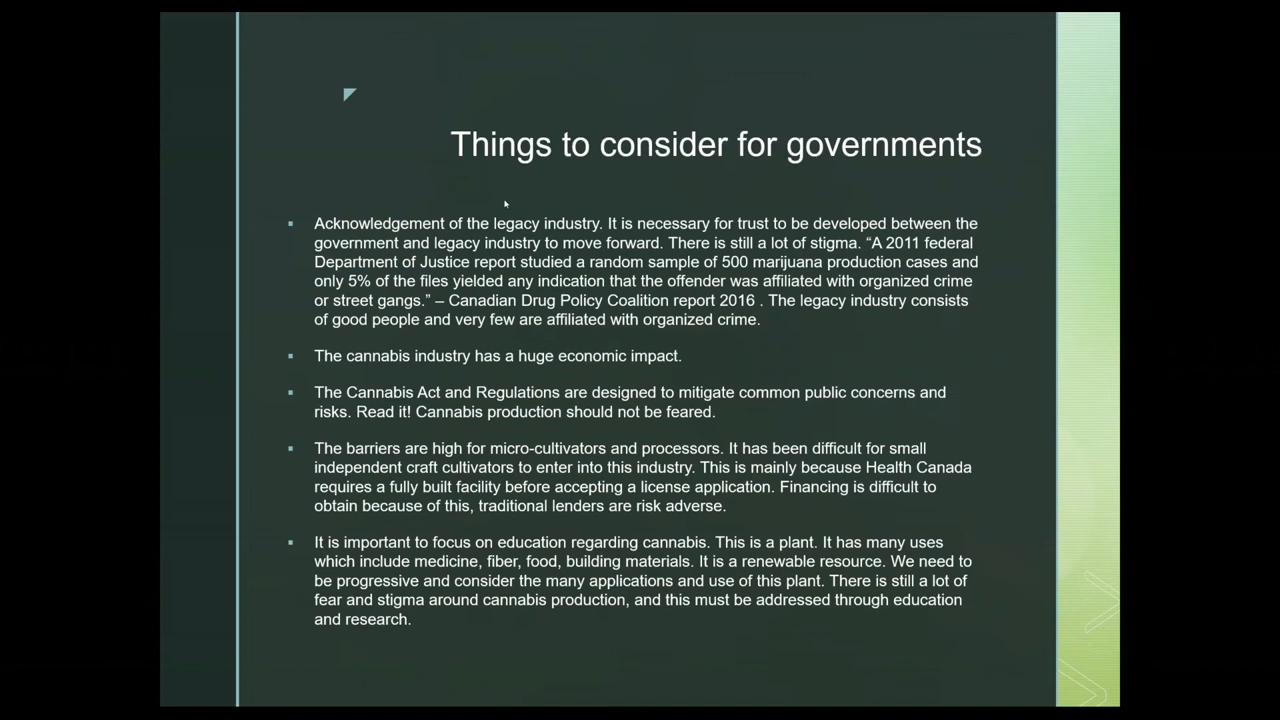 Things to consider for governments
▪ Acknowledgement of the legacy industry. It is necessary for trust to be developed between the
government and legacy industry to move forward. There is still a lot of stigma. “A 2011 federal
Department of Justice report studied a random sample of 500 marijuana production cases and
only 5% of the files yielded any indication that the offender was affiliated with organized crime
or street gangs.” – Canadian Drug Policy Coalition report 2016 . The legacy industry consists
of good people and very few are affiliated with organized crime.
▪ The cannabis industry has a huge economic impact.
▪ The Cannabis Act and Regulations are designed to mitigate common public concerns and
risks. Read it! Cannabis production should not be feared.
▪ The barriers are high for micro-cultivators and processors. It has been difficult for small
independent craft cultivators to enter into this industry. This is mainly because Health Canada
requires a fully built facility before accepting a license application. Financing is difficult to
obtain because of this, traditional lenders are risk adverse.
▪ It is important to focus on education regarding cannabis. This is a plant. It has many uses
which include medicine, fiber, food, building materials. It is a renewable resource. We need to
be progressive and consider the many applications and use of this plant. There is still a lot of
fear and stigma around cannabis production, and this must be addressed through education
and research.